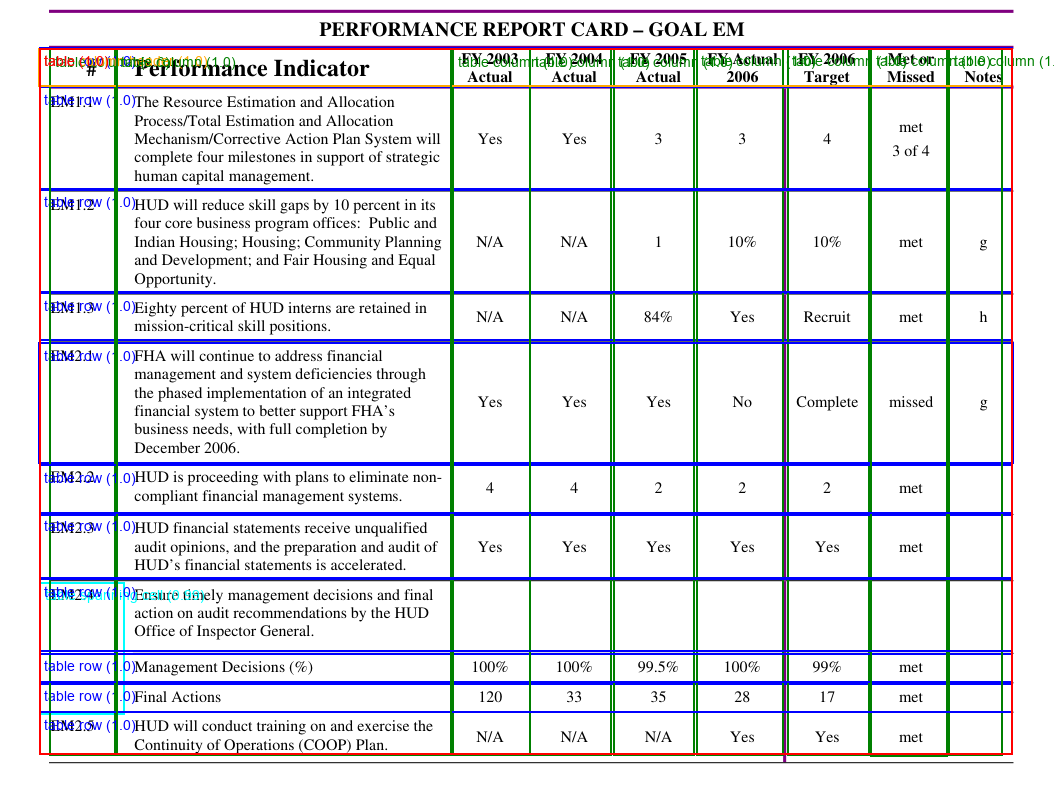 PERFORMANCE REPORT CARD – GOAL EM
# Performance Indicator FY 2003 Actual FY 2004 Actual FY 2005 Actual FY Actual 2006 FY 2006 Target Met or Missed Notes
EM1.1 The Resource Estimation and Allocation
Process/Total Estimation and Allocation
Mechanism/Corrective Action Plan System will
complete four milestones in support of strategic
human capital management.
Yes Yes 3 3 4 met
3 of 4
EM1.2 HUD will reduce skill gaps by 10 percent in its
four core business program offices: Public and
Indian Housing; Housing; Community Planning
and Development; and Fair Housing and Equal
Opportunity.
N/A N/A 1 10% 10% met g
EM1.3 Eighty percent of HUD interns are retained in
mission-critical skill positions.
N/A N/A 84% Yes Recruit met h
EM2.1 FHA will continue to address financial
management and system deficiencies through
the phased implementation of an integrated
financial system to better support FHA's
business needs, with full completion by
December 2006.
Yes Yes Yes No Complete missed g
EM2.2 HUD is proceeding with plans to eliminate non-
compliant financial management systems.
4 4 2 2 2 met
EM2.3 HUD financial statements receive unqualified
audit opinions, and the preparation and audit of
HUD's financial statements is accelerated.
Yes Yes Yes Yes Yes met
EM2.4 Ensure timely management decisions and final
action on audit recommendations by the HUD
Office of Inspector General.
table row (1.0) Management Decisions (%) 100% 100% 99.5% 100% 99% met
table row (1.0) Final Actions 120 33 35 28 17 met
EM2.5 HUD will conduct training on and exercise the
Continuity of Operations (COOP) Plan.
N/A N/A N/A Yes Yes met